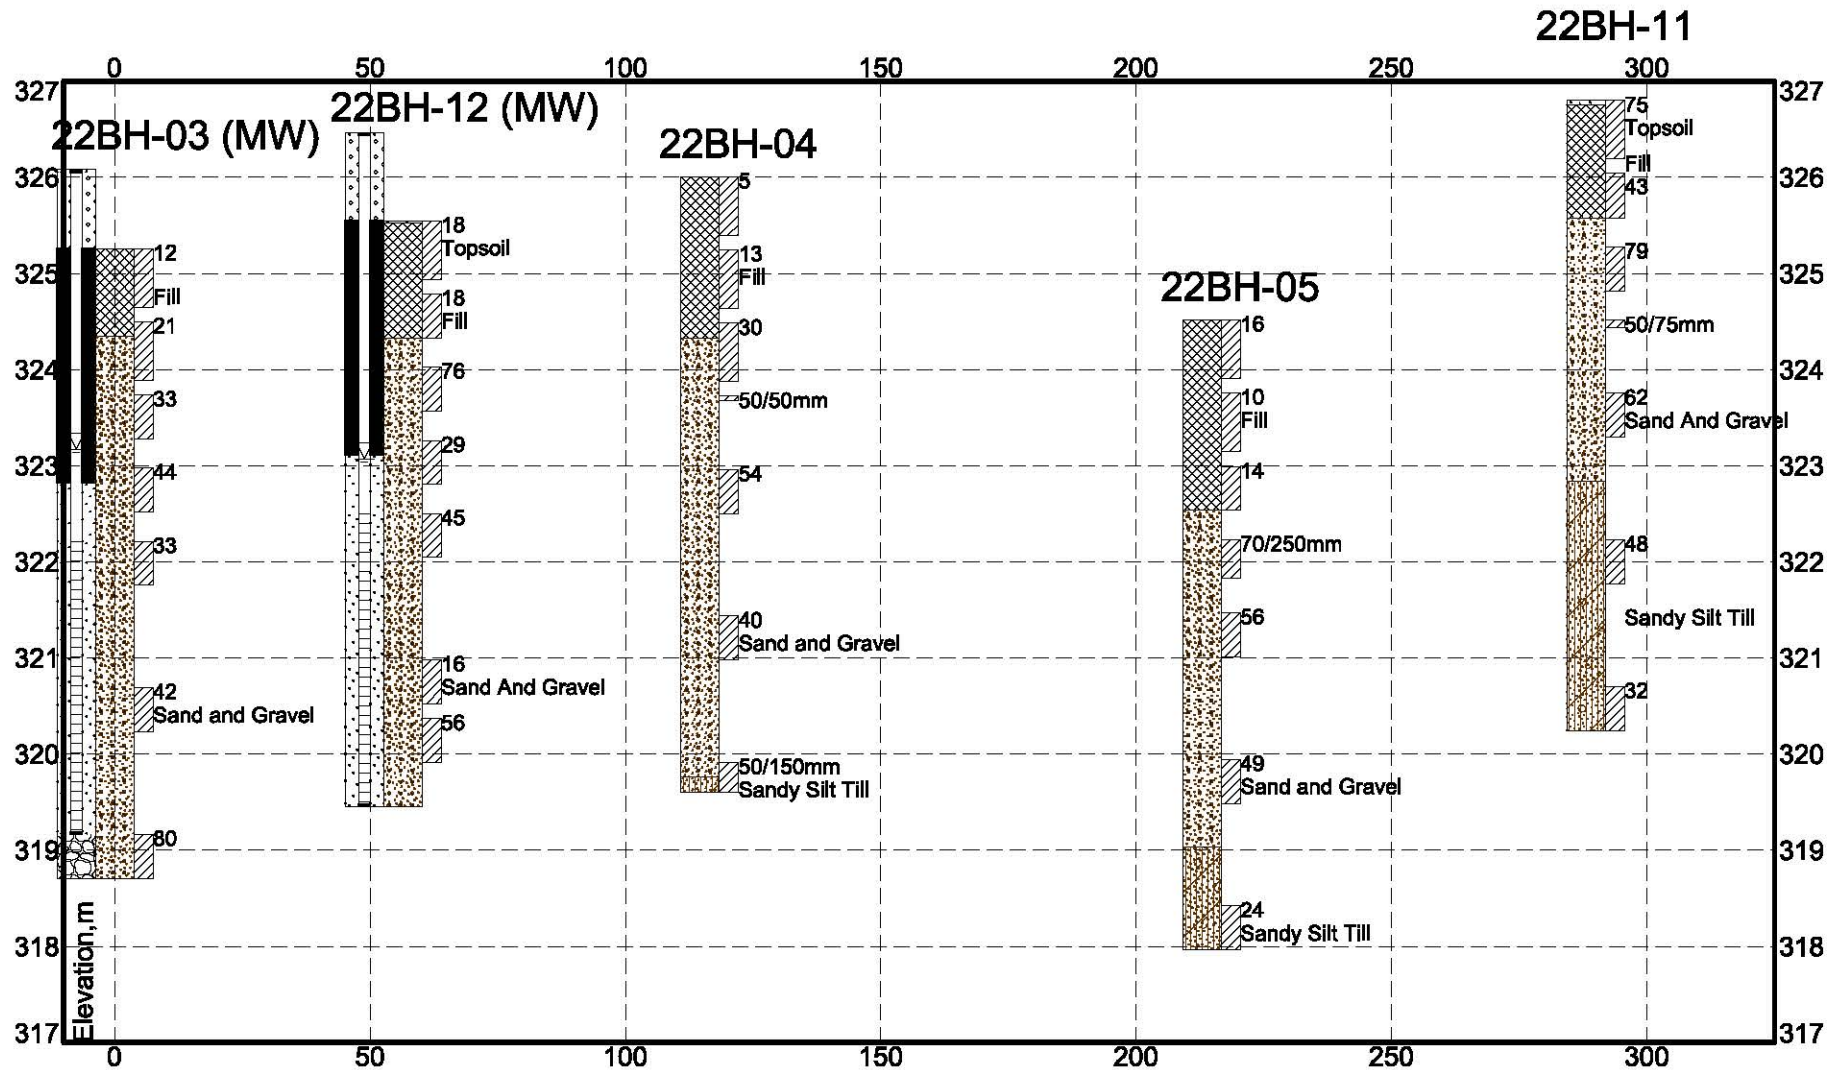 22BH-11
0 50 100 150 200 250 300
327 327
22BH-12 (MW)
22BH-03 (MW)
22BH-04
22BH-05
326 326
325 325
324 324
323 323
322 322
321 321
320 320
319 319
318 318
317 317
Elevation,m
0 50 100 150 200 250 300
12
Fill
21
33
44
33
42
Sand and Gravel
80
18
Topsoil
18
Fill
76
29
45
16
Sand And Gravel
56
5
13
Fill
30
50/50mm
54
40
Sand and Gravel
50/150mm
Sandy Silt Till
16
10
Fill
14
70/250mm
56
49
Sand and Gravel
24
Sandy Silt Till
75
Topsoil
Fill
43
79
50/75mm
62
Sand And Gravel
48
Sandy Silt Till
32